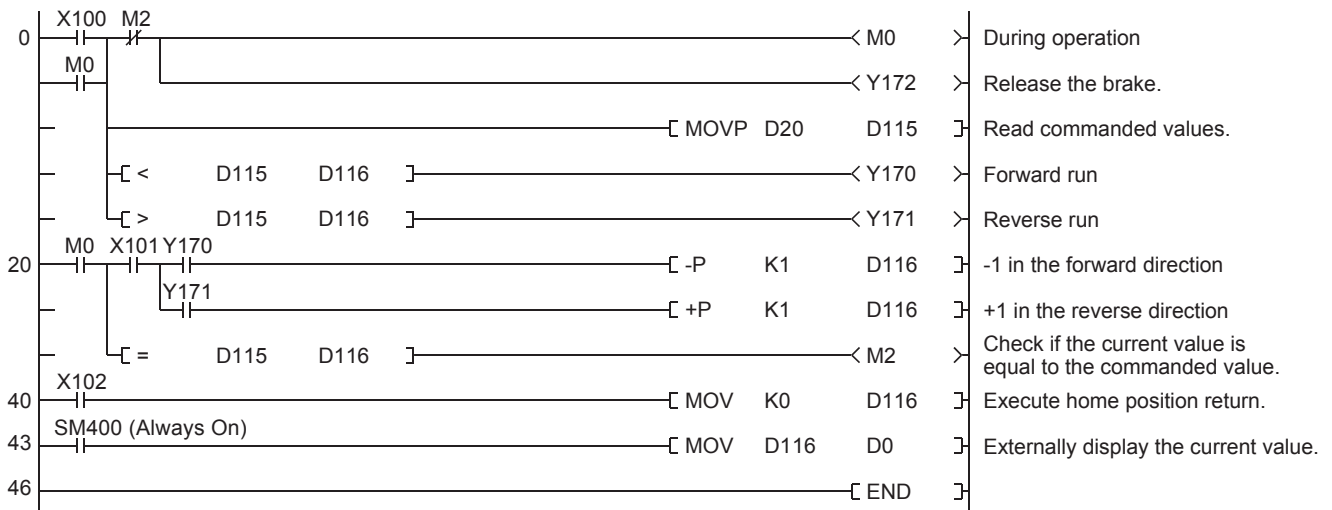 X100 M2
0 M0 During operation
M0
Y172 Release the brake.
MOVP D20 D115 Read commanded values.
< D115 D116 Y170 Forward run
> D115 D116 Y171 Reverse run
M0 X101 Y170
20 -P K1 D116 -1 in the forward direction
Y171
+P K1 D116 +1 in the reverse direction
= D115 D116 M2 Check if the current value is
equal to the commanded value.
X102
40 MOV K0 D116 Execute home position return.
SM400 (Always On)
43 MOV D116 D0 Externally display the current value.
46 END